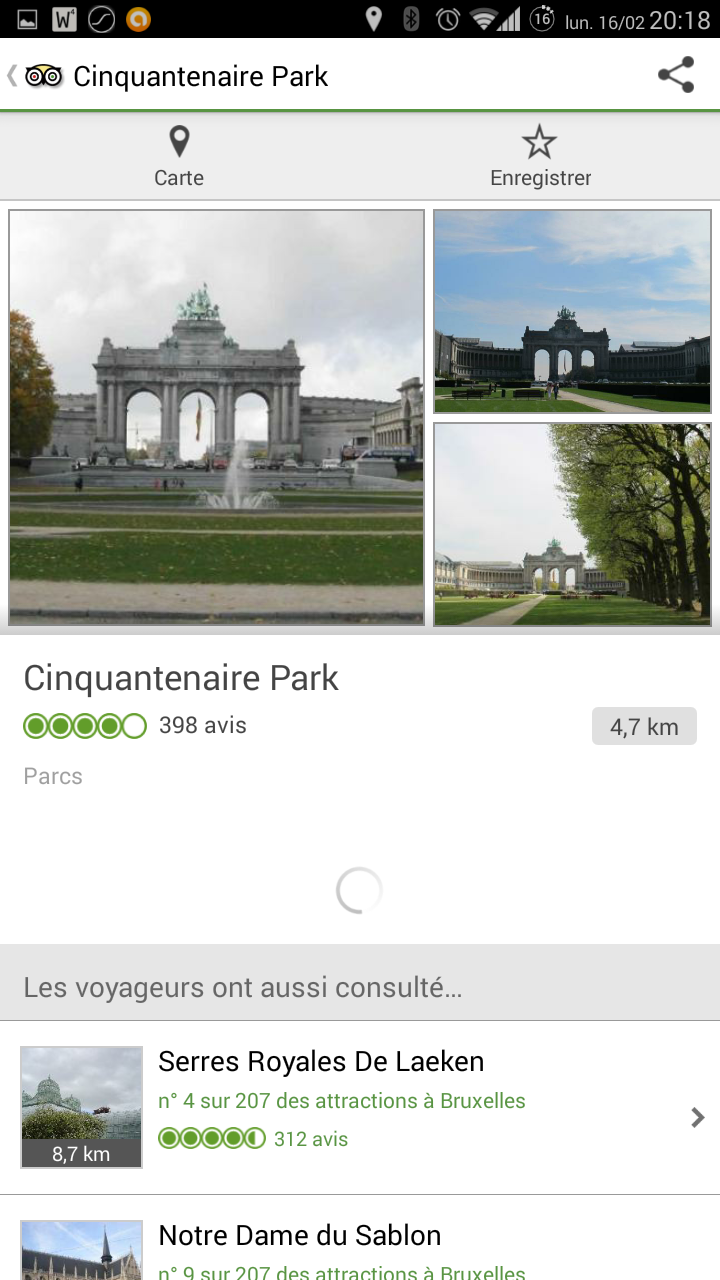 W4
16
lun. 16/02 20:18
Cinquantenaire Park
Carte
Enregistrer
Cinquantenaire Park
398 avis
4,7 km
Parcs
Les voyageurs ont aussi consulté...
Serres Royales De Laeken
n° 4 sur 207 des attractions à Bruxelles
312 avis
8,7 km
Notre Dame du Sablon
n° 9 sur 207 des attractions à Bruxelles